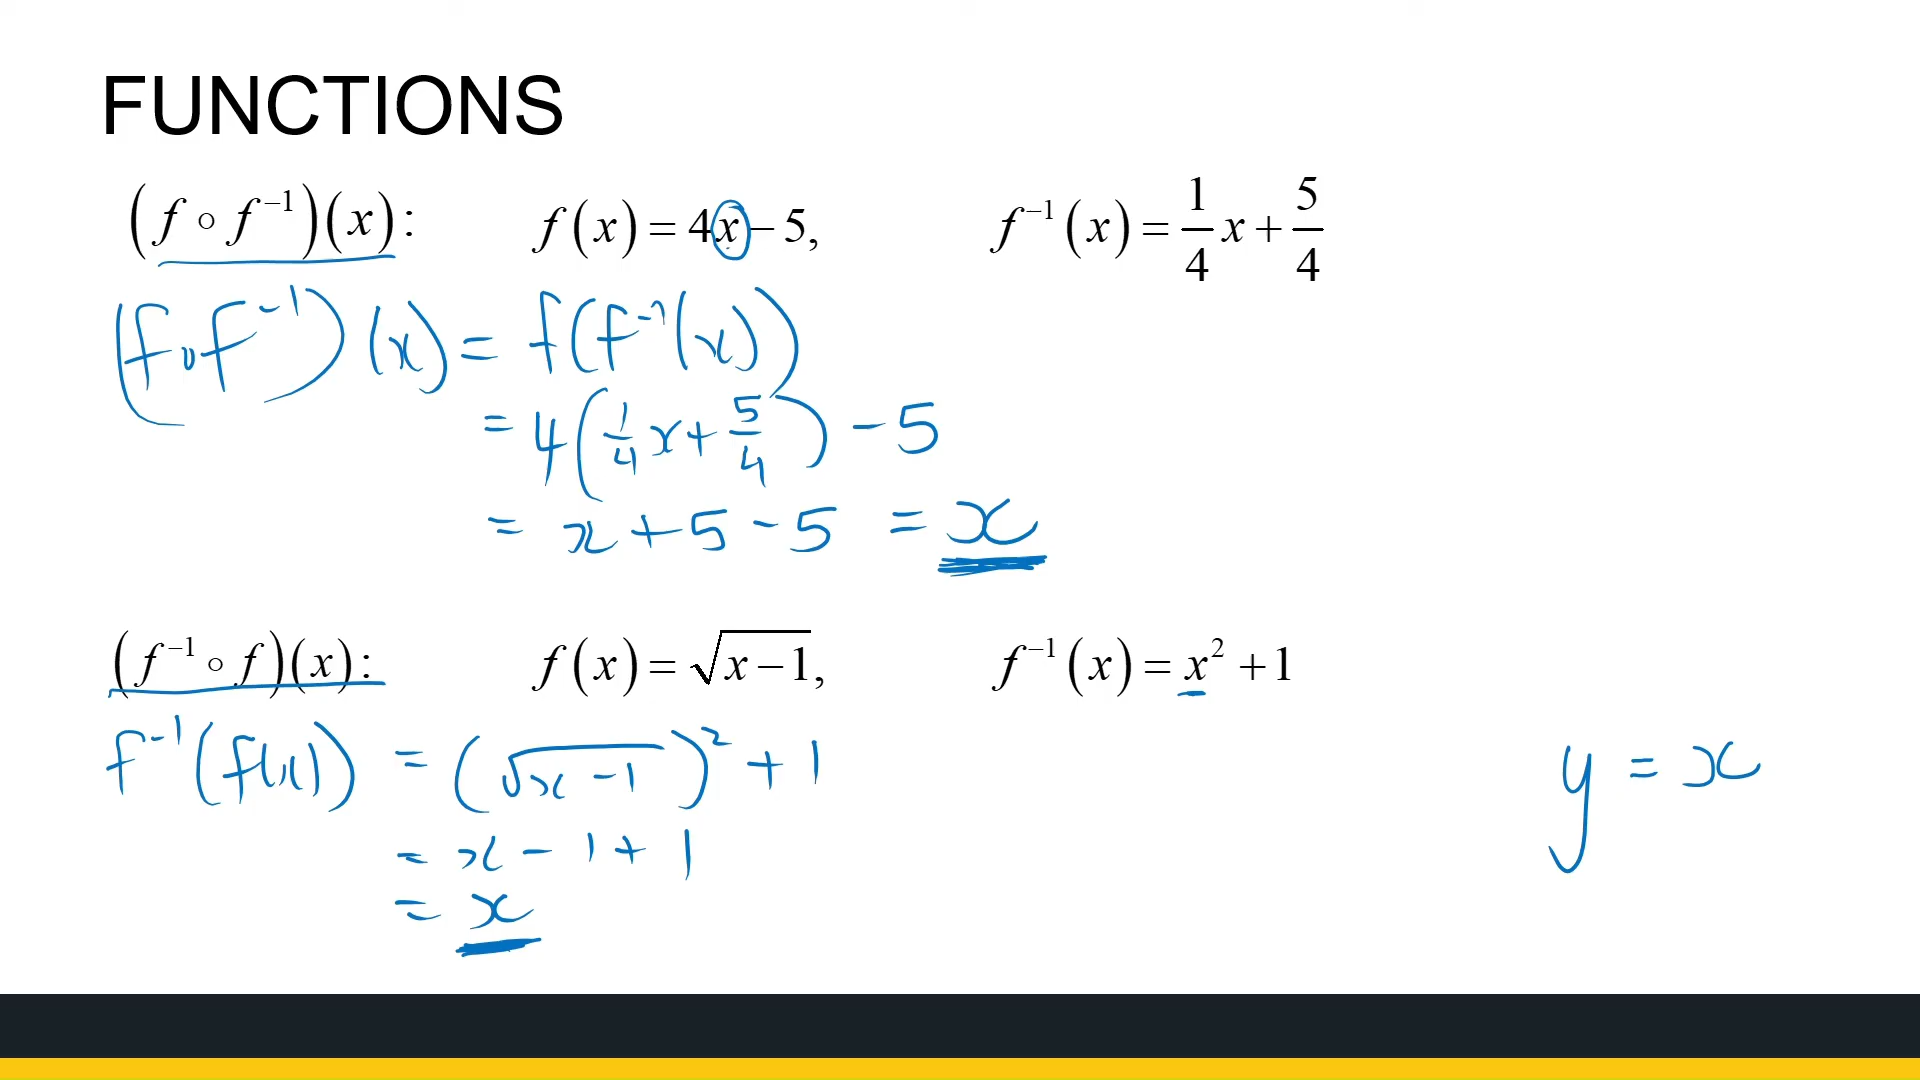 FUNCTIONS
(f ∘ f⁻¹)(x): f(x) = 4x − 5, f⁻¹(x) = 1/4 x + 5/4
(f∘f⁻¹)(x) = f(f⁻¹(x))
= 4(1/4 x + 5/4) − 5
= x + 5 − 5 = x
(f⁻¹ ∘ f)(x): f(x) = √(x − 1), f⁻¹(x) = x² + 1
f⁻¹(f(x)) = (√(x − 1))² + 1
= x − 1 + 1
= x
y = x